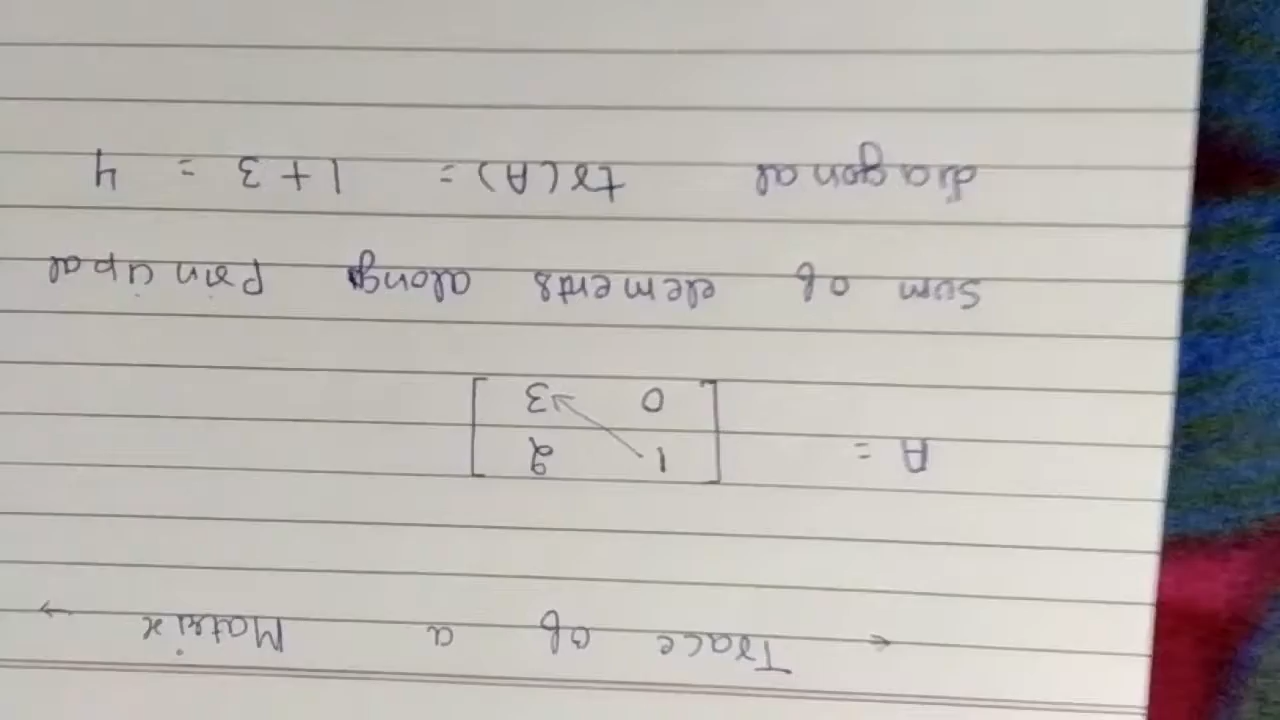 ← Trace of a Matrix →
A = [ 1 2
0 3 ]
Sum of elements along Principal
diagonal tr(A) = 1 + 3 = 4